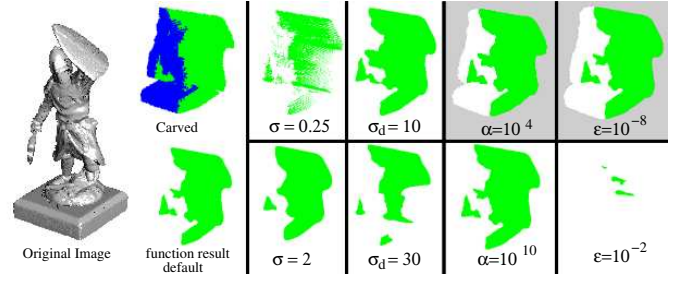 Carved
σ = 0.25
σd = 10
α=10 4
ε=10 -8
Original Image
function result
default
σ = 2
σd = 30
α=10 10
ε=10 -2